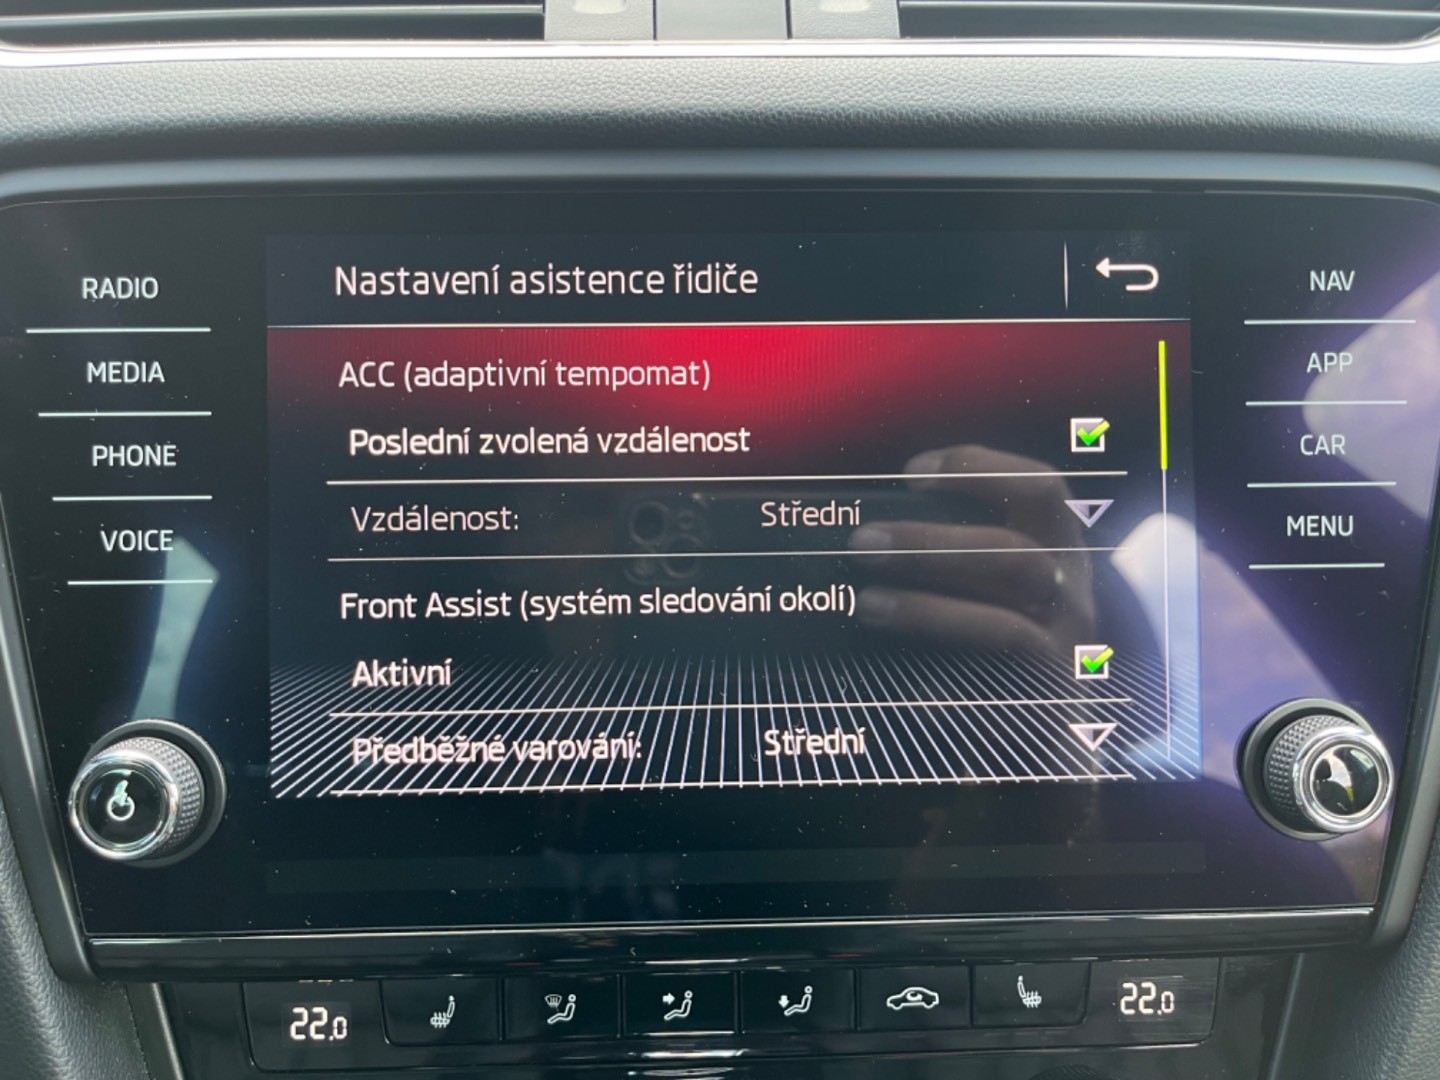 Nastavení asistence řidiče
RADIO
MEDIA
PHONE
VOICE
ACC (adaptivní tempomat)
Poslední zvolená vzdálenost
Vzdálenost: Střední
Front Assist (systém sledování okolí)
Aktivní
Předběžné varování: Střední
NAV
APP
CAR
MENU
22.0
22.0